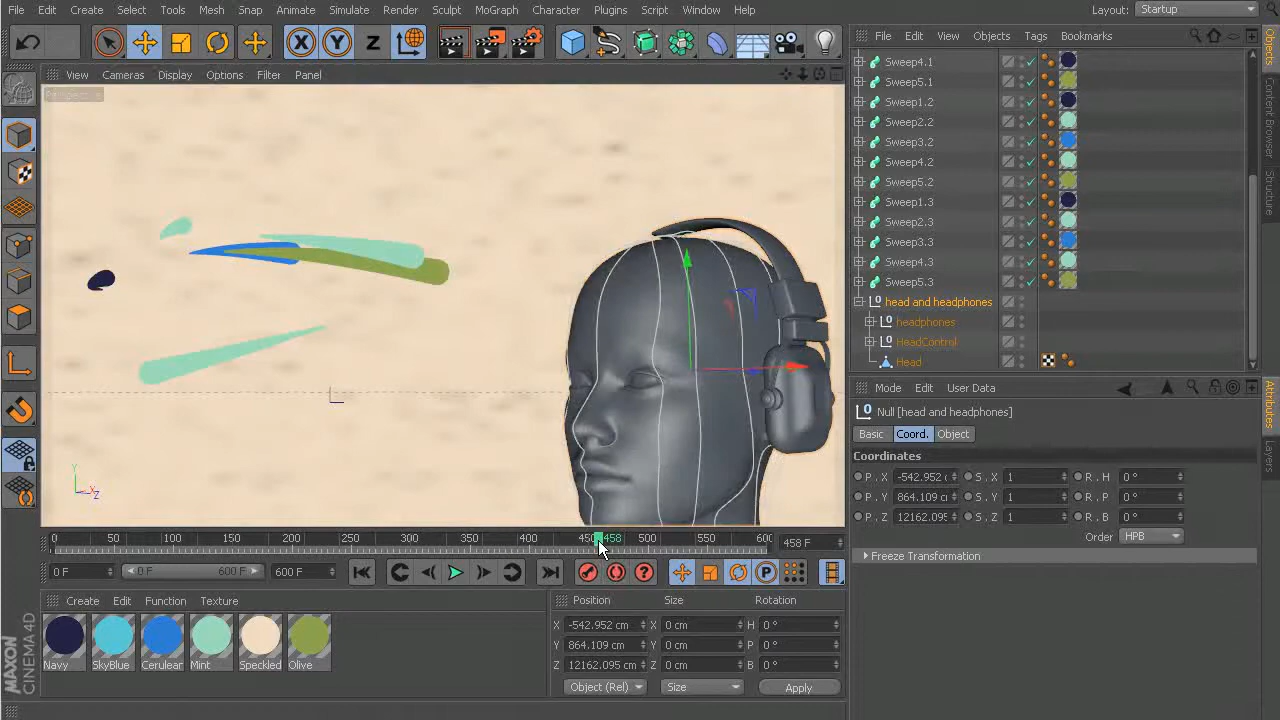 File Edit Create Select Tools Mesh Snap Animate Simulate Render Sculpt MoGraph Character Plugins Script Window Help Layout: Startup
X Y Z
View Cameras Display Options Filter Panel
File Edit View Objects Tags Bookmarks
Objects
Content Browser
Structure
Sweep4.1
Sweep5.1
Sweep1.2
Sweep2.2
Sweep3.2
Sweep4.2
Sweep5.2
Sweep1.3
Sweep2.3
Sweep3.3
Sweep4.3
Sweep5.3
head and headphones
headphones
HeadControl
Head
Y
X Z
Mode Edit User Data
Attributes
Layers
Null [head and headphones]
Basic Coord. Object
Coordinates
P . X -542.952 c S . X 1 R . H 0 °
P . Y 864.109 c S . Y 1 R . P 0 °
P . Z 12162.095 S . Z 1 R . B 0 °
Order HPB
Freeze Transformation
0 50 100 150 200 250 300 350 400 450 458 500 550 600 458 F
0 F 0 F 600 F 600 F
Create Edit Function Texture
Navy SkyBlue Cerulean Mint Speckled Olive
Position Size Rotation
X -542.952 cm X 0 cm H 0 °
Y 864.109 cm Y 0 cm P 0 °
Z 12162.095 cm Z 0 cm B 0 °
Object (Rel) Size Apply
MAXON
CINEMA 4D